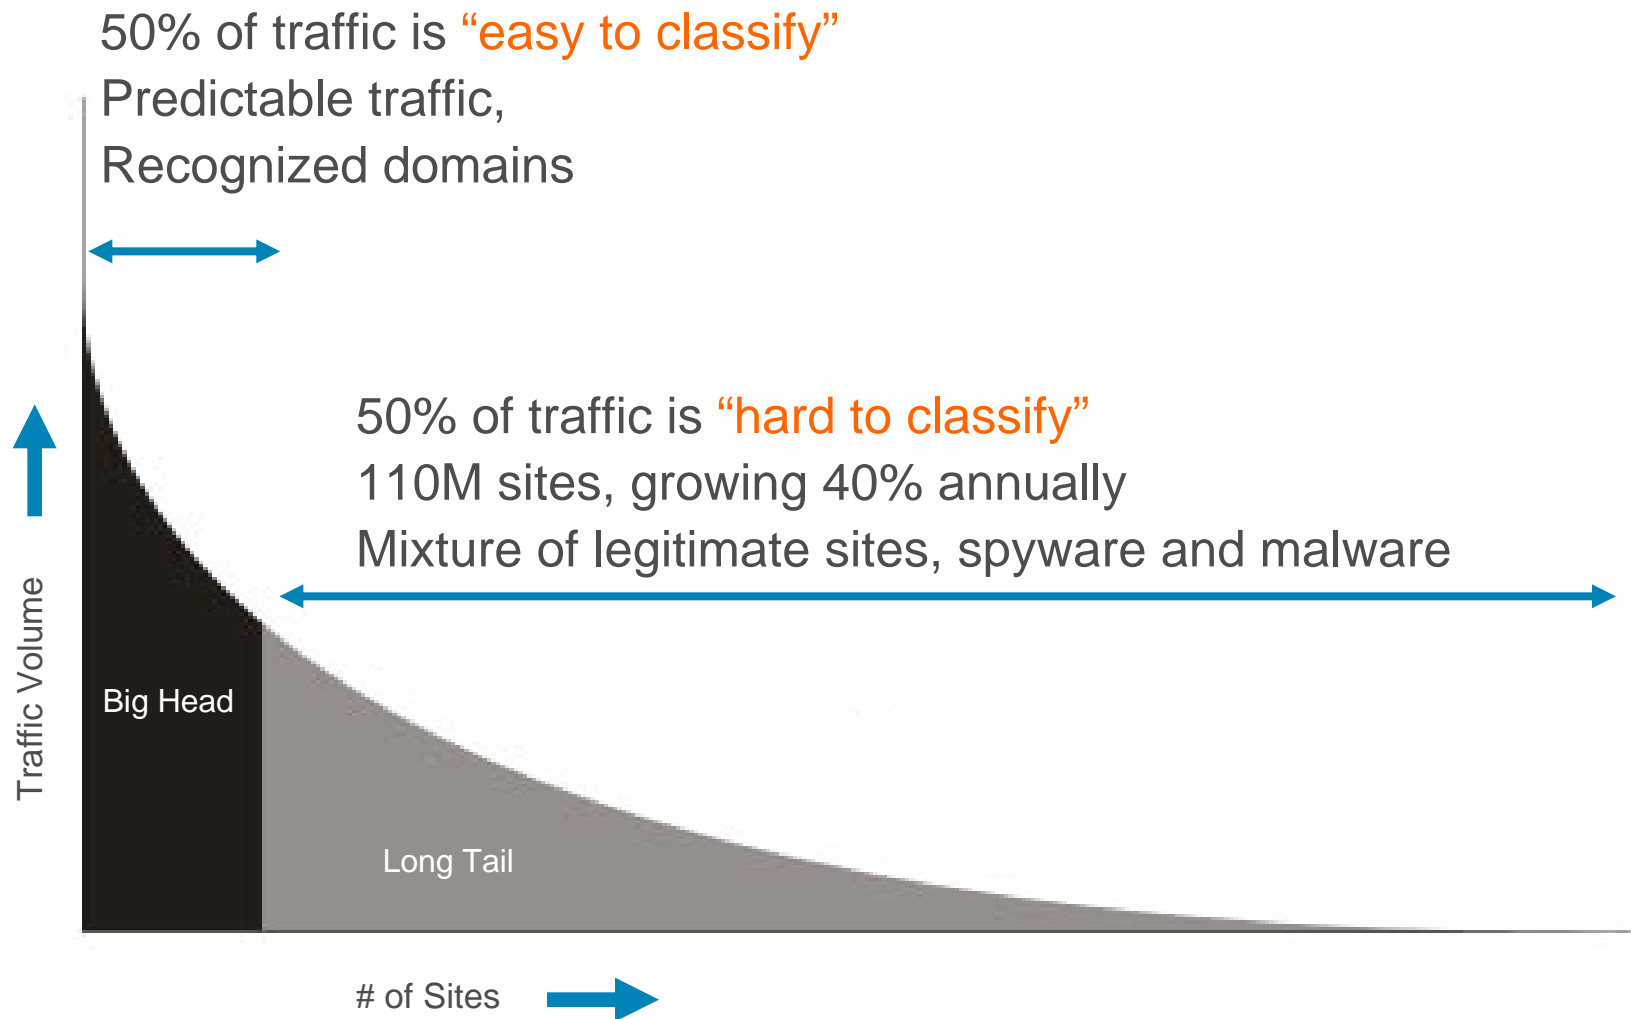 50% of traffic is “easy to classify”
Predictable traffic,
Recognized domains
50% of traffic is “hard to classify”
110M sites, growing 40% annually
Mixture of legitimate sites, spyware and malware
Traffic Volume
Big Head
Long Tail
# of Sites